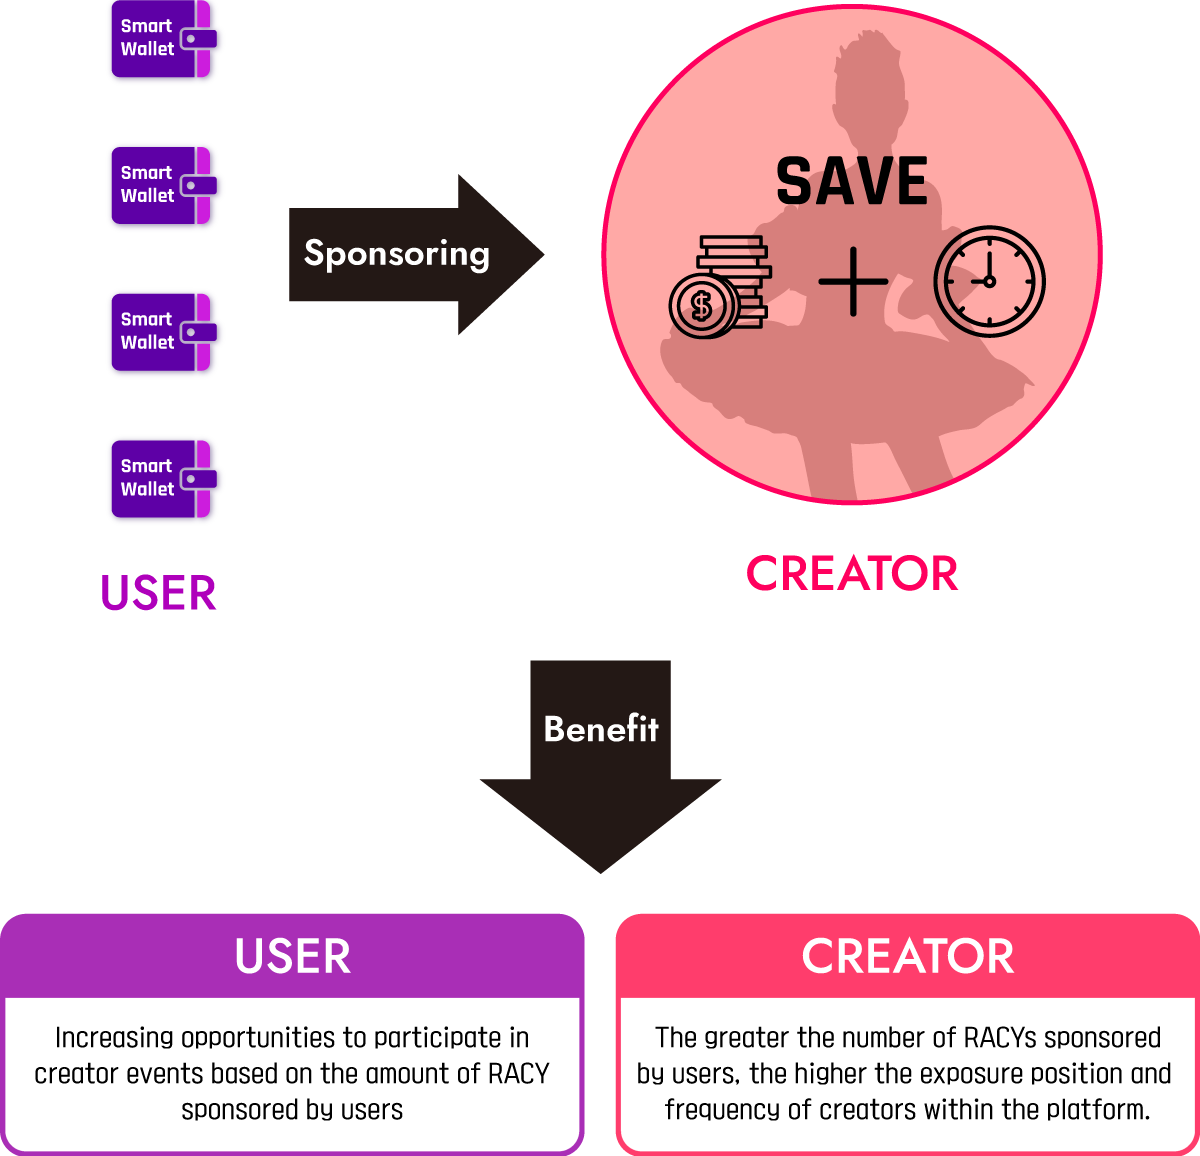 Smart
Wallet
Smart
Wallet
Smart
Wallet
Smart
Wallet
USER
Sponsoring
SAVE
$
CREATOR
Benefit
USER
Increasing opportunities to participate in
creator events based on the amount of RACY
sponsored by users
CREATOR
The greater the number of RACYs sponsored
by users, the higher the exposure position and
frequency of creators within the platform.